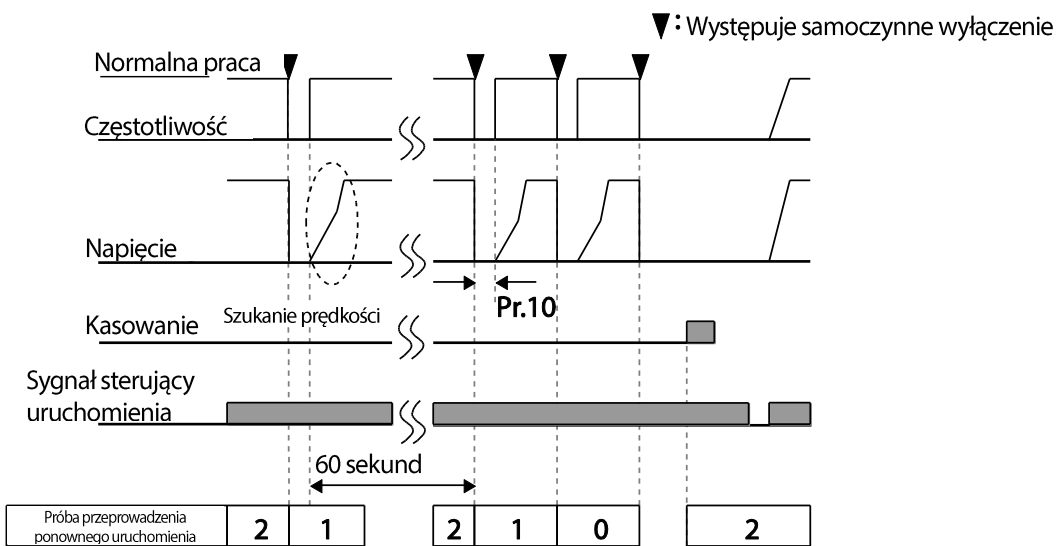 ▼ : Występuje samoczynne wyłączenie
Normalna praca
Częstotliwość
Napięcie
Pr.10
Szukanie prędkości
Kasowanie
Sygnał sterujący
uruchomienia
60 sekund
Próba przeprowadzenia
ponownego uruchomienia
2 1 2 1 0 2